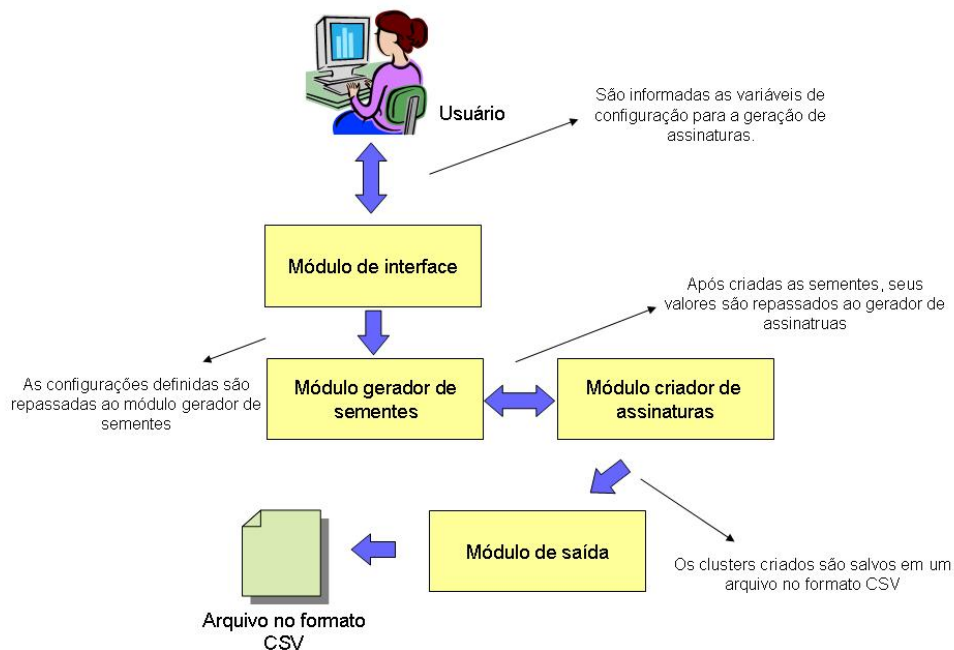 Usuário
São informadas as variáveis de
configuração para a geração de
assinaturas.
Módulo de interface
Após criadas as sementes, seus
valores são repassados ao gerador de
assinatruas
As configurações definidas são
repassadas ao módulo gerador de
sementes
Módulo gerador de
sementes
Módulo criador de
assinaturas
Módulo de saída
Os clusters criados são salvos em um
arquivo no formato CSV
Arquivo no formato
CSV